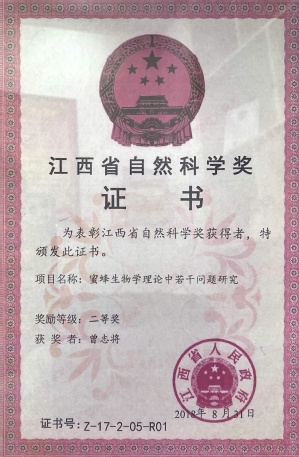 江西省自然科学奖
证书
为表彰江西省自然科学奖获得者，特
颁发此证书。
项目名称：蜜蜂生物学理论中若干问题研究
奖励等级：二等奖
获奖者：曾志将
江西省人民政府
2018年8月31日
证书号：Z-17-2-05-R01